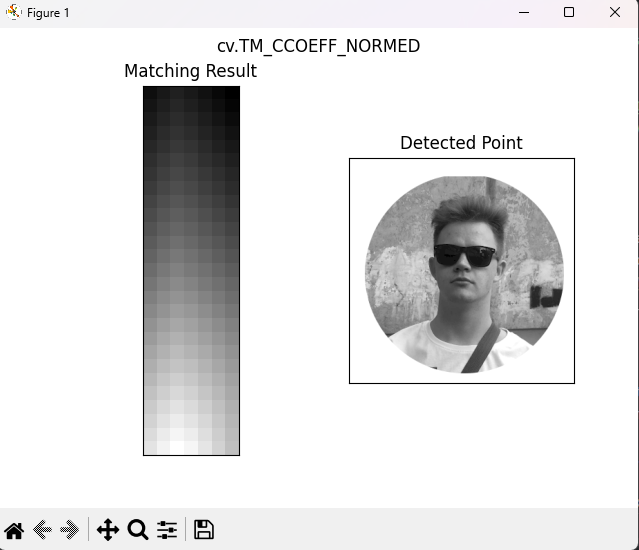 Figure 1
cv.TM_CCOEFF_NORMED
Matching Result
Detected Point